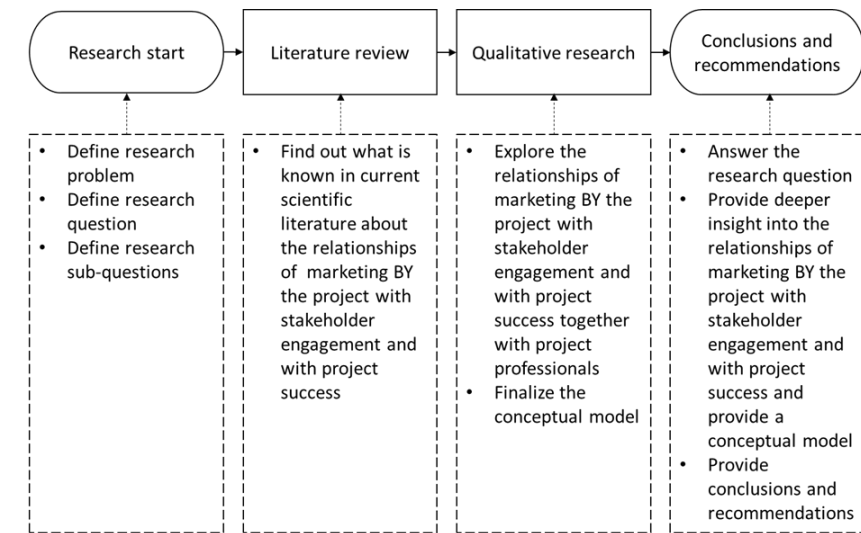 Research start
Literature review
Qualitative research
Conclusions and
recommendations
• Define research
problem
• Define research
question
• Define research
sub-questions
• Find out what is
known in current
scientific
literature about
the relationships
of marketing BY
the project with
stakeholder
engagement and
with project
success
• Explore the
relationships of
marketing BY the
project with
stakeholder
engagement and
with project
success together
with project
professionals
• Finalize the
conceptual model
• Answer the
research question
• Provide deeper
insight into the
relationships of
marketing BY the
project with
stakeholder
engagement and
with project
success and
provide a
conceptual model
• Provide
conclusions and
recommendations